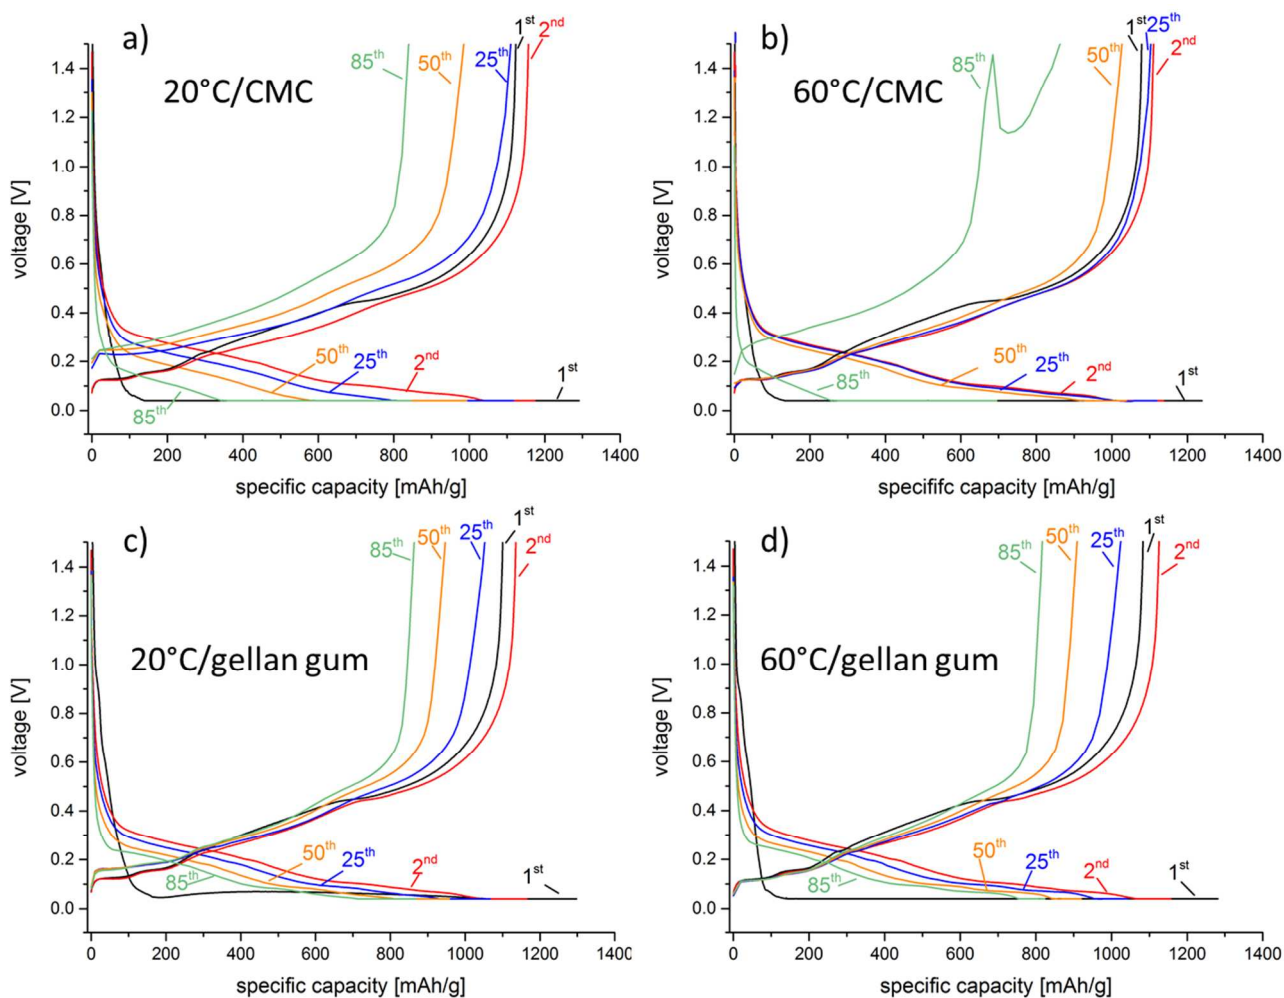 a)
1st
2nd
85th
50th
25th
20°C/CMC
1.4
1.2
1.0
0.8
0.6
0.4
0.2
0.0
voltage [V]
50th
25th
2nd
1st
85th
0 200 400 600 800 1000 1200 1400
specific capacity [mAh/g]
b)
1st
25th
2nd
50th
85th
60°C/CMC
1.4
1.2
1.0
0.8
0.6
0.4
0.2
0.0
voltage [V]
50th
25th
2nd
1st
85th
0 200 400 600 800 1000 1200 1400
specififc capacity [mAh/g]
c)
85th
50th
25th
1st
2nd
20°C/gellan gum
1.4
1.2
1.0
0.8
0.6
0.4
0.2
0.0
voltage [V]
85th
50th
25th
2nd
1st
0 200 400 600 800 1000 1200 1400
specific capacity [mAh/g]
d)
85th
50th
25th
1st
2nd
60°C/gellan gum
1.4
1.2
1.0
0.8
0.6
0.4
0.2
0.0
voltage [V]
85th
50th
25th
2nd
1st
0 200 400 600 800 1000 1200 1400
specific capacity [mAh/g]